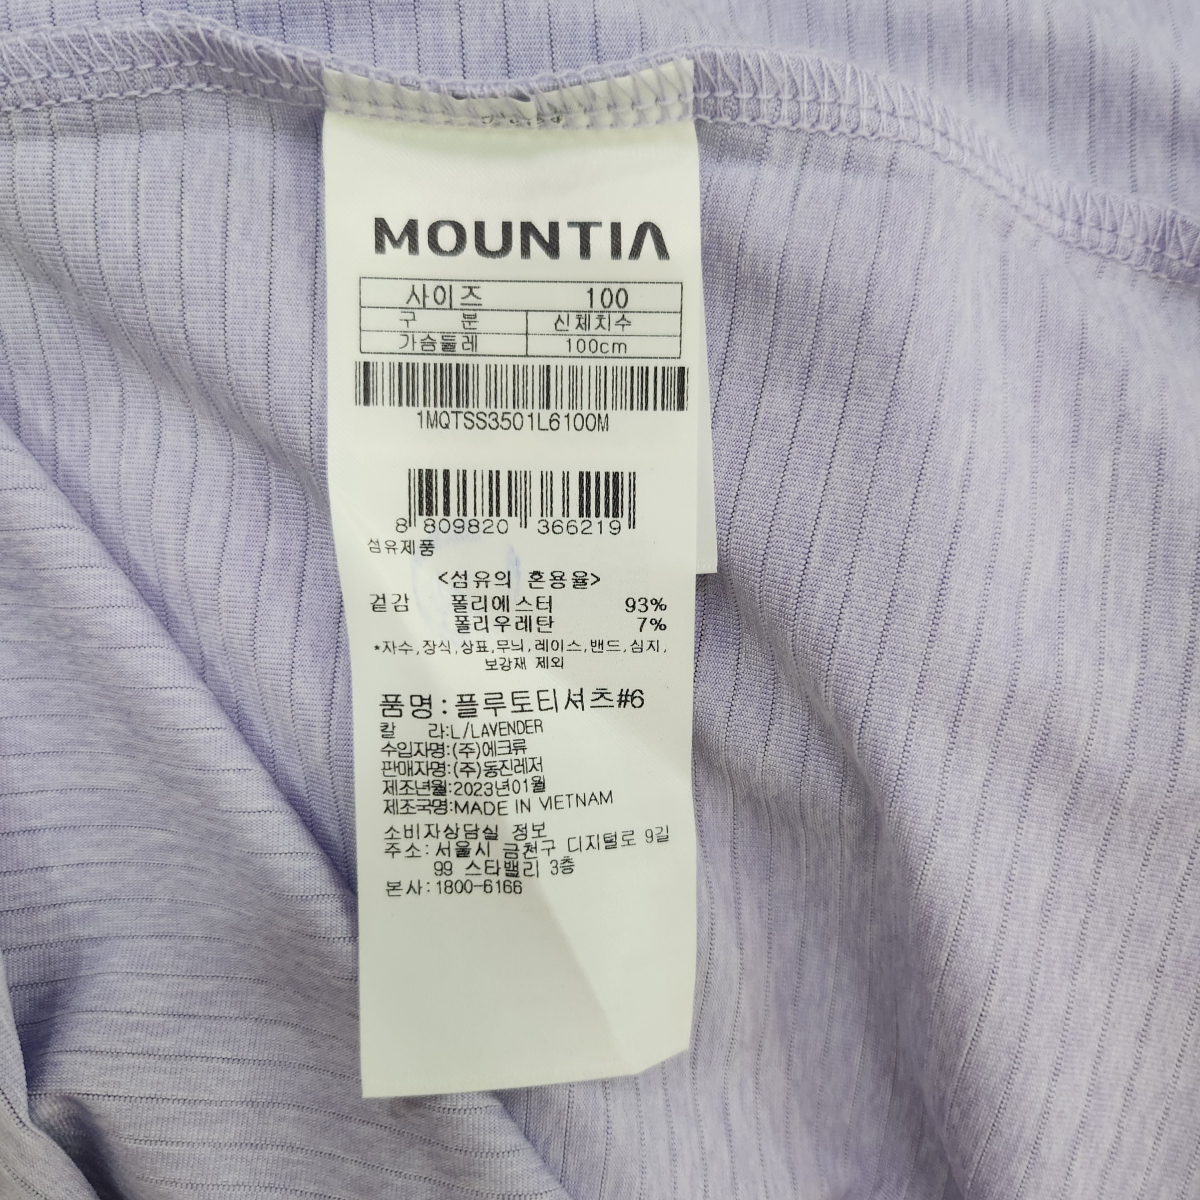 MOUNTIA
사이즈 100
구 분 신체치수
가슴둘레 100cm
1MQTSS3501L6100M
8 809820 366219
섬유제품
<섬유의 혼용율>
겉감 폴리에스터 93%
폴리우레탄 7%
*자수,장식,상표,무늬,레이스,밴드,심지,
보강재 제외
품명:플루토티셔츠#6
칼 라:L/LAVENDER
수입자명:(주)에크류
판매자명:(주)동진레저
제조년월:2023년01월
제조국명:MADE IN VIETNAM
소비자상담실 정보
주소:서울시 금천구 디지털로 9길
99 스타밸리 3층
본사:1800-6166